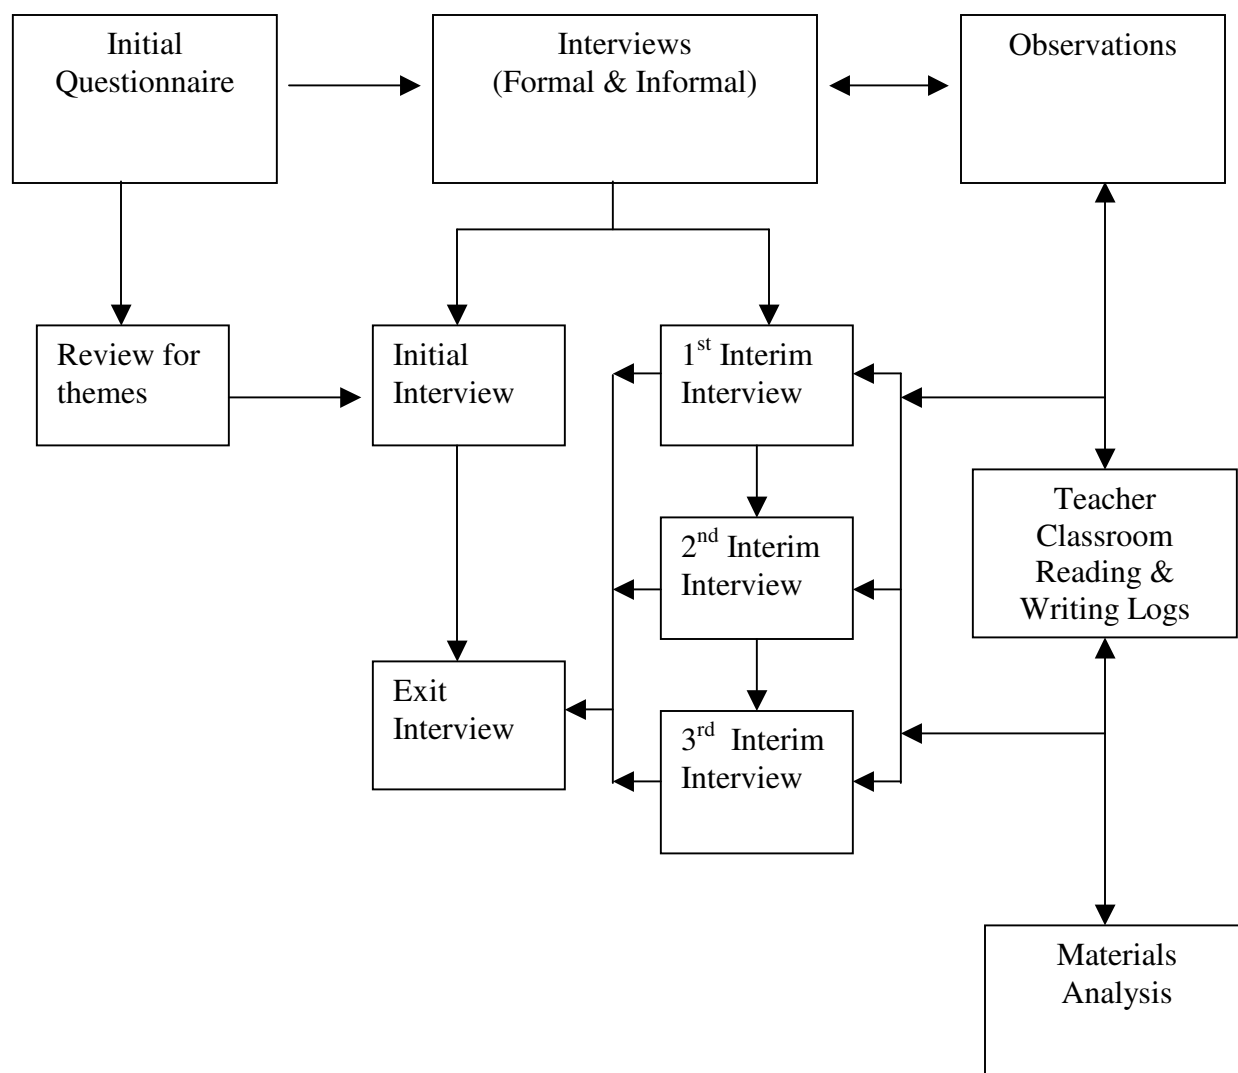 Initial
Questionnaire
Interviews
(Formal & Informal)
Observations
Review for
themes
Initial
Interview
1st Interim
Interview
2nd Interim
Interview
Teacher
Classroom
Reading &
Writing Logs
Exit
Interview
3rd Interim
Interview
Materials
Analysis